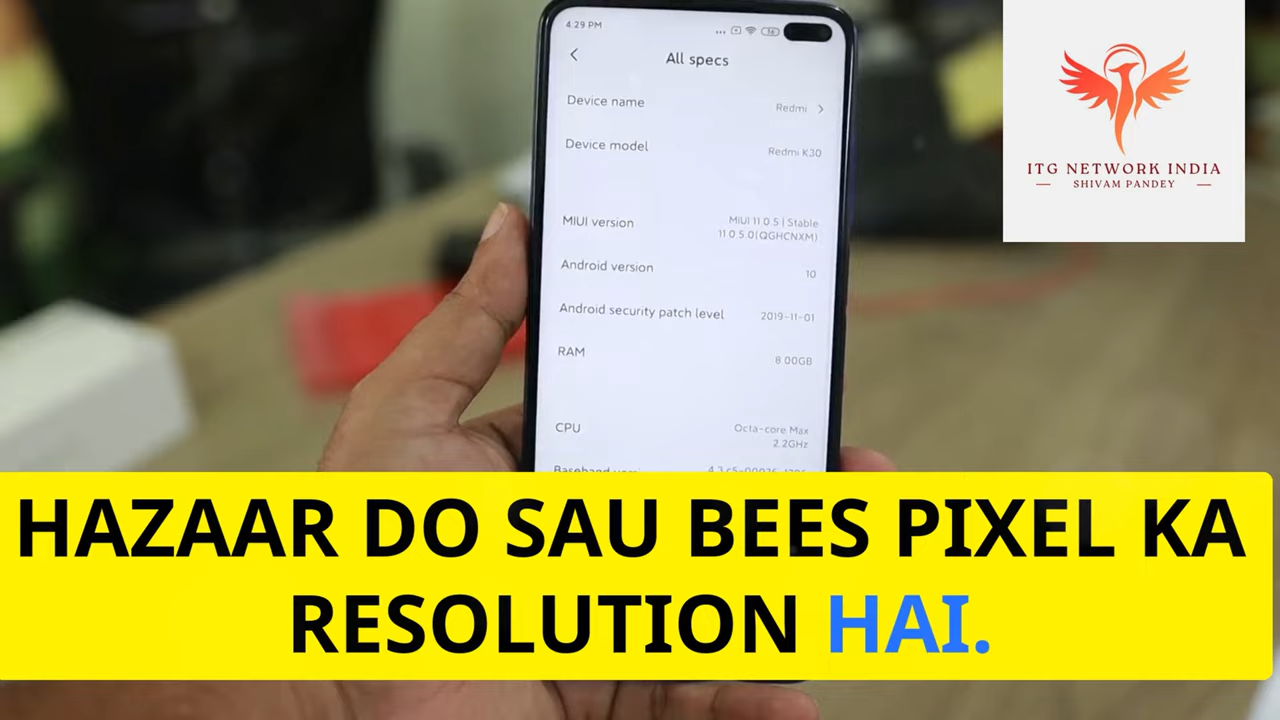 4:29 PM
All specs
Device name Redmi
Device model Redmi K30
MIUI version MIUI 11.0.5 | Stable
11.0.5.0(QGHCNXM)
Android version 10
Android security patch level 2019-11-01
RAM 8.00GB
CPU Octa-core Max
2.2GHz
ITG NETWORK INDIA
SHIVAM PANDEY
HAZAAR DO SAU BEES PIXEL KA
RESOLUTION HAI.